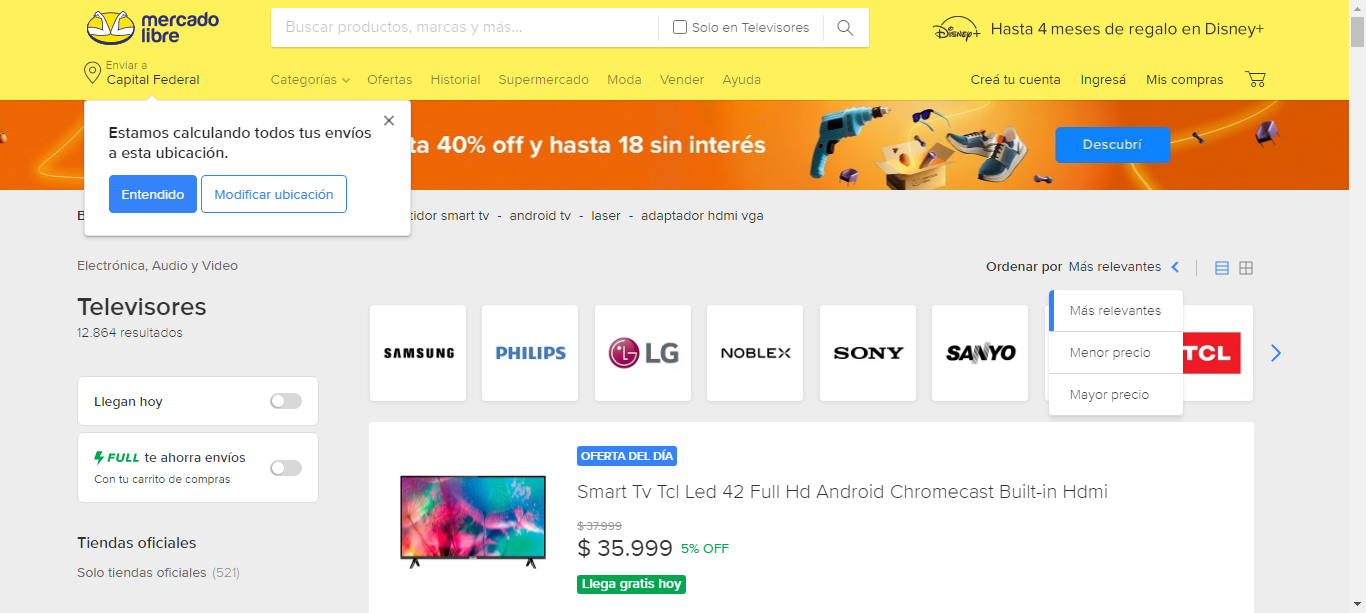 mercado
libre
Buscar productos, marcas y más...
Solo en Televisores
Disney+
Hasta 4 meses de regalo en Disney+
Enviar a
Capital Federal
Categorías
Ofertas
Historial
Supermercado
Moda
Vender
Ayuda
Creá tu cuenta
Ingresá
Mis compras
Estamos calculando todos tus envíos
a esta ubicación.
Entendido
Modificar ubicación
40% off y hasta 18 sin interés
Descubrí
smart tv - android tv - laser - adaptador hdmi vga
Electrónica, Audio y Video
Ordenar por Más relevantes
Más relevantes
Menor precio
Mayor precio
Televisores
12.864 resultados
SAMSUNG
PHILIPS
LG
NOBLEX
SONY
SANYO
TCL
Llegan hoy
FULL te ahorra envíos
Con tu carrito de compras
Tiendas oficiales
Solo tiendas oficiales (521)
OFERTA DEL DÍA
Smart Tv Tcl Led 42 Full Hd Android Chromecast Built-in Hdmi
$ 37.999
$ 35.999 5% OFF
Llega gratis hoy